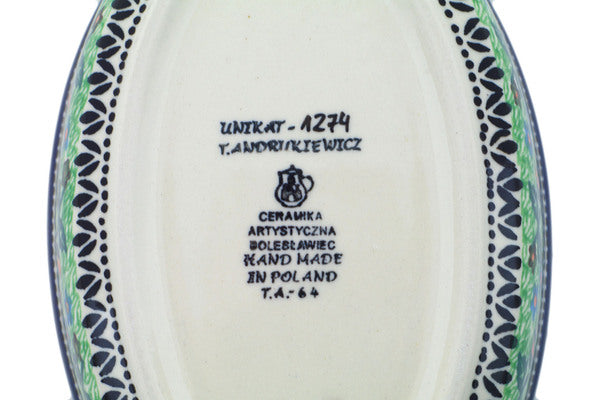 UNIKAT-1274
T.ANDRUKIEWICZ
CERAMIKA
ARTYSTYCZNA
BOLESŁAWIEC
HAND MADE
IN POLAND
T.A.-64